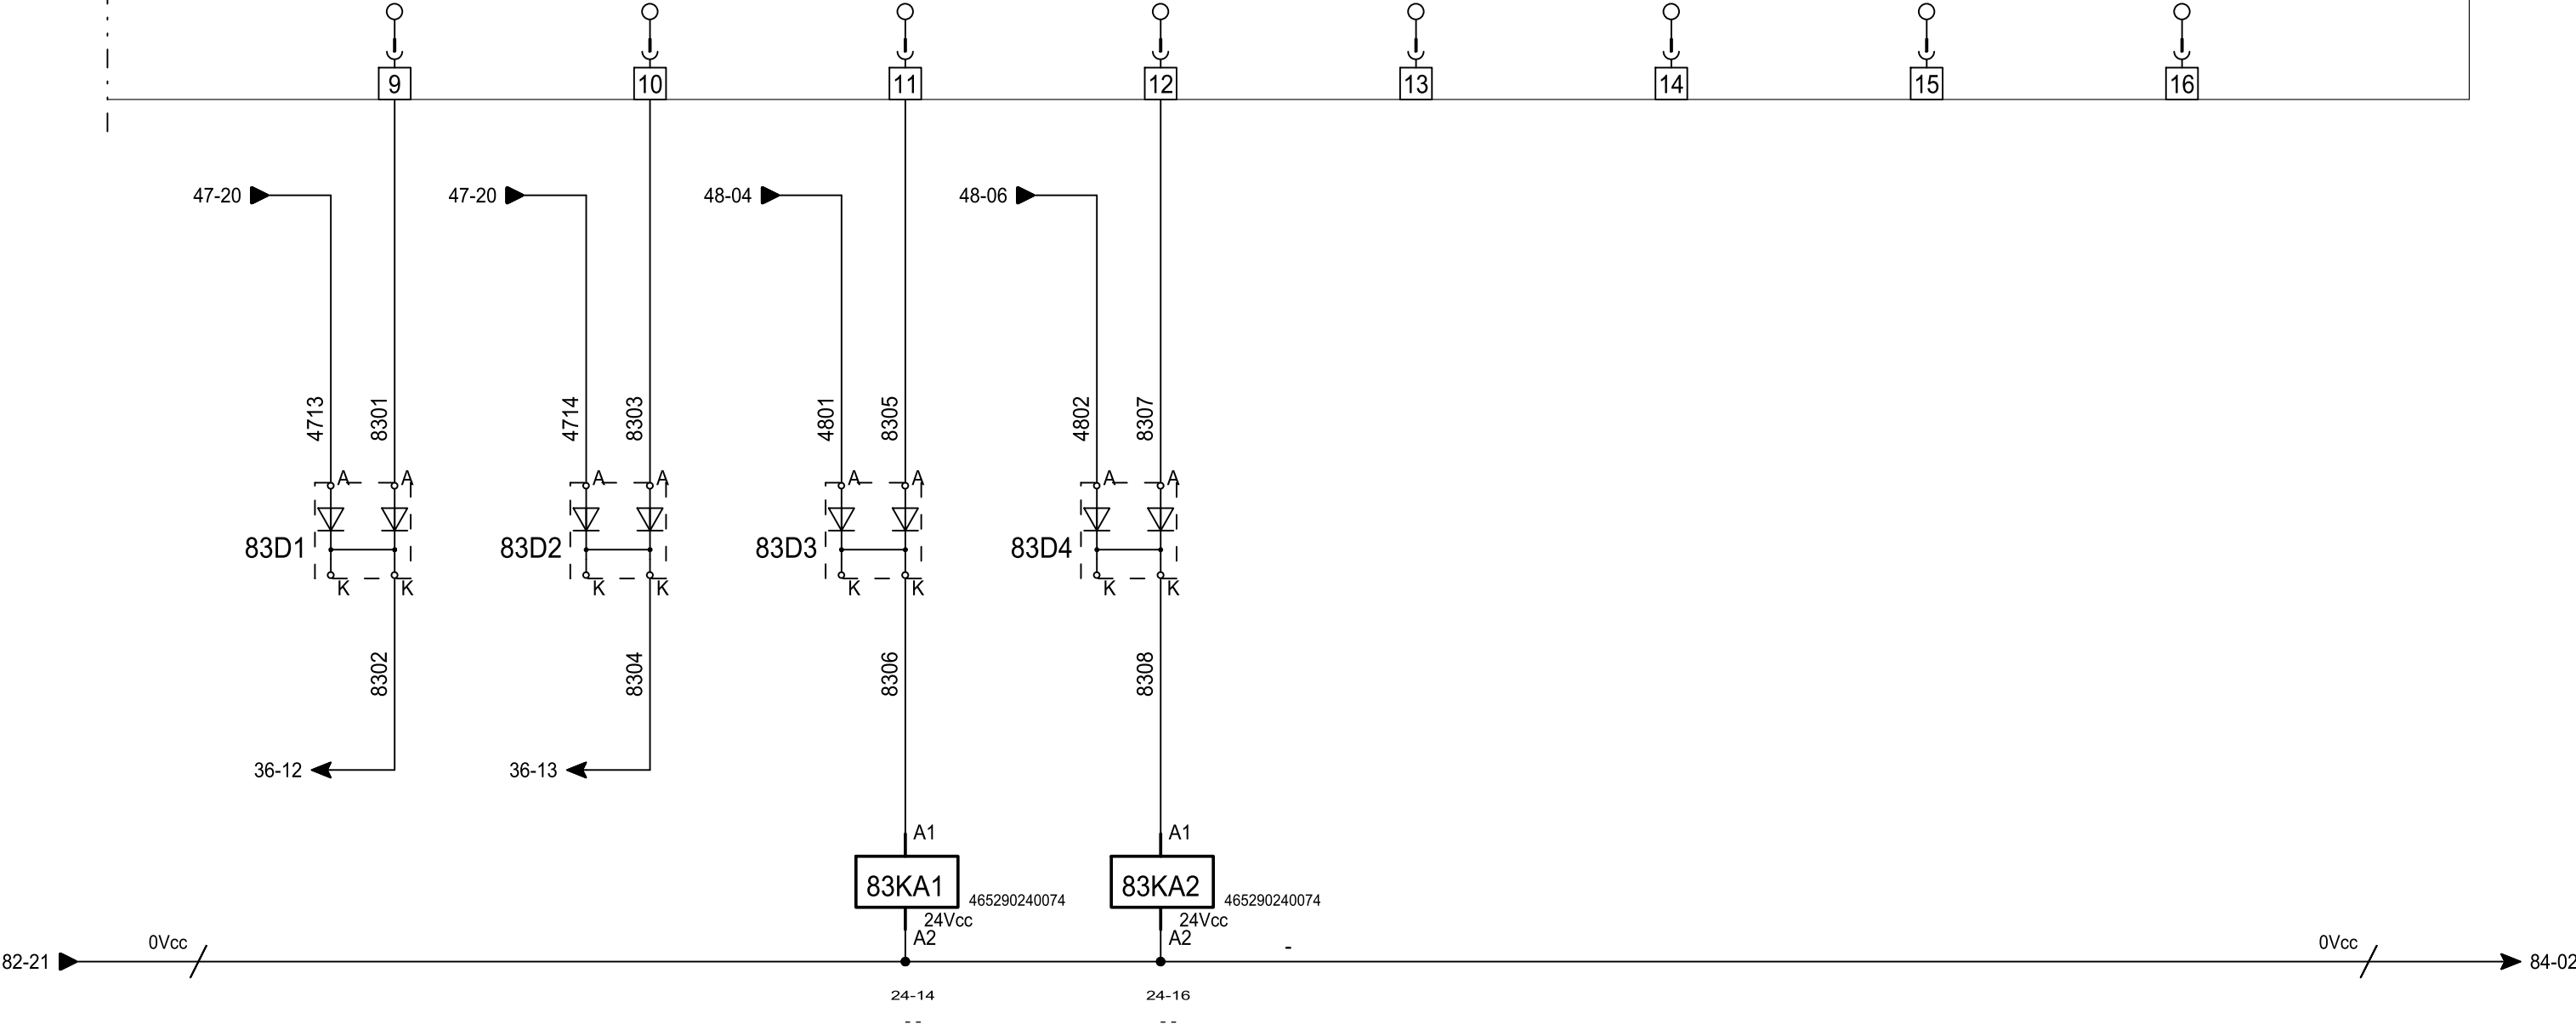 9 10 11 12 13 14 15 16
47-20 47-20 48-04 48-06
4713 8301 4714 8303 4801 8305 4802 8307
A A A A A A A A
83D1 83D2 83D3 83D4
K K K K K K K K
8302 8304 8306 8308
36-12 36-13
A1 A1
83KA1 83KA2
465290240074 465290240074
24Vcc 24Vcc
A2 A2
0Vcc - 0Vcc
82-21 84-02
24-14 24-16
-- --